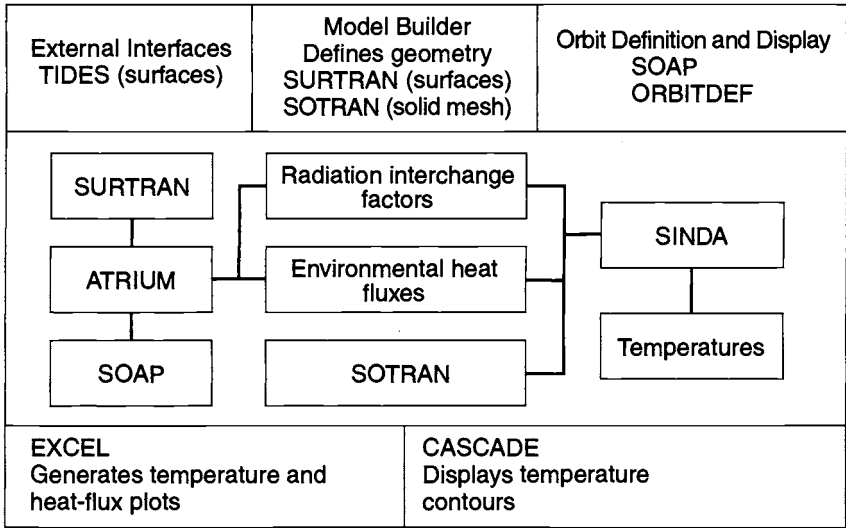 External Interfaces
TIDES (surfaces)
Model Builder
Defines geometry
SURTRAN (surfaces)
SOTRAN (solid mesh)
Orbit Definition and Display
SOAP
ORBITDEF
SURTRAN
ATRIUM
SOAP
Radiation interchange
factors
Environmental heat
fluxes
SOTRAN
SINDA
Temperatures
EXCEL
Generates temperature and
heat-flux plots
CASCADE
Displays temperature
contours